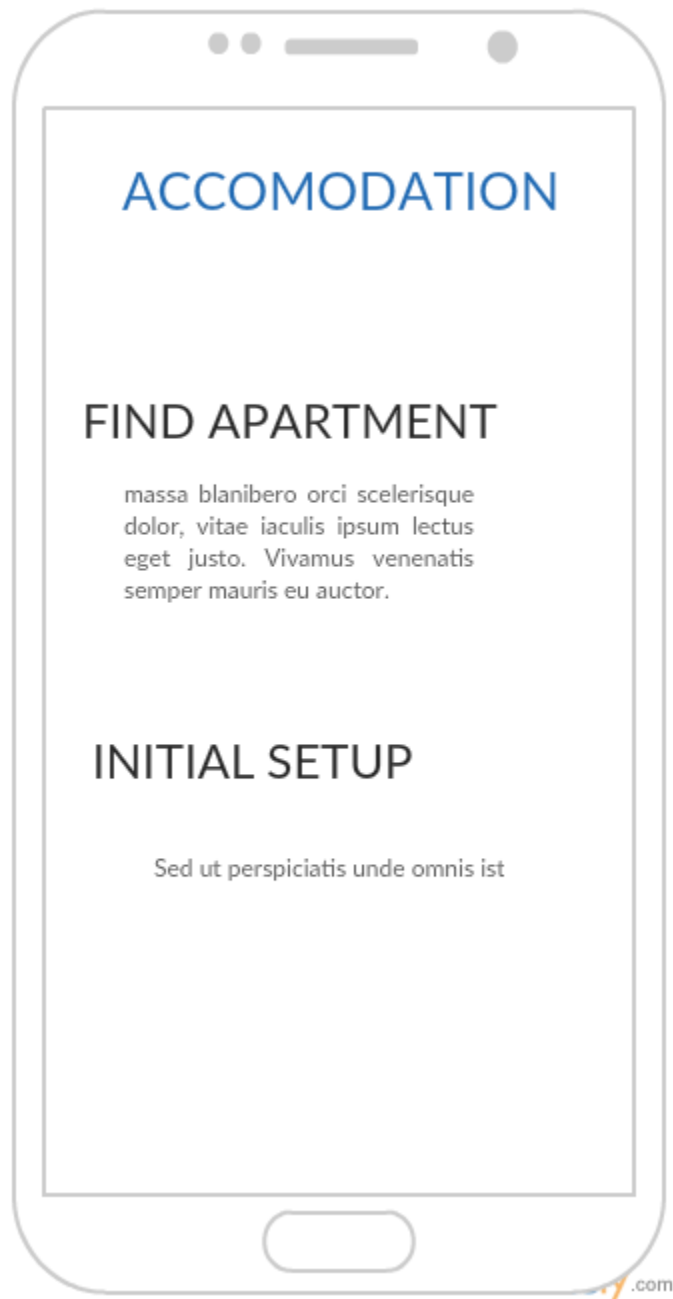 ACCOMODATION
FIND APARTMENT
massa blanibero orci scelerisque
dolor, vitae iaculis ipsum lectus
eget justo. Vivamus venenatis
semper mauris eu auctor.
INITIAL SETUP
Sed ut perspiciatis unde omnis ist
.com